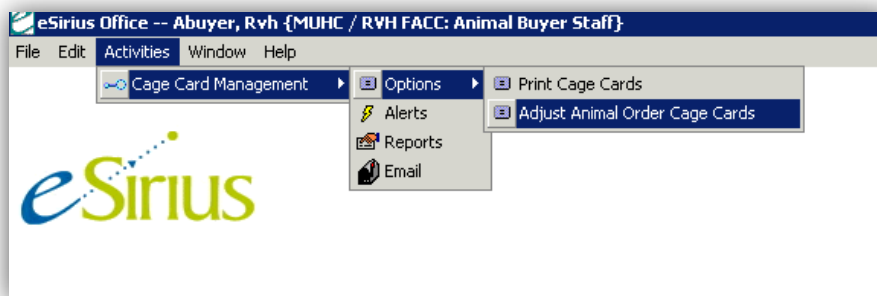 eSirius Office -- Abuyer, Rvh {MUHC / RVH FACC: Animal Buyer Staff}
File Edit Activities Window Help
Cage Card Management Options Print Cage Cards
Alerts Adjust Animal Order Cage Cards
Reports
Email
eSirius